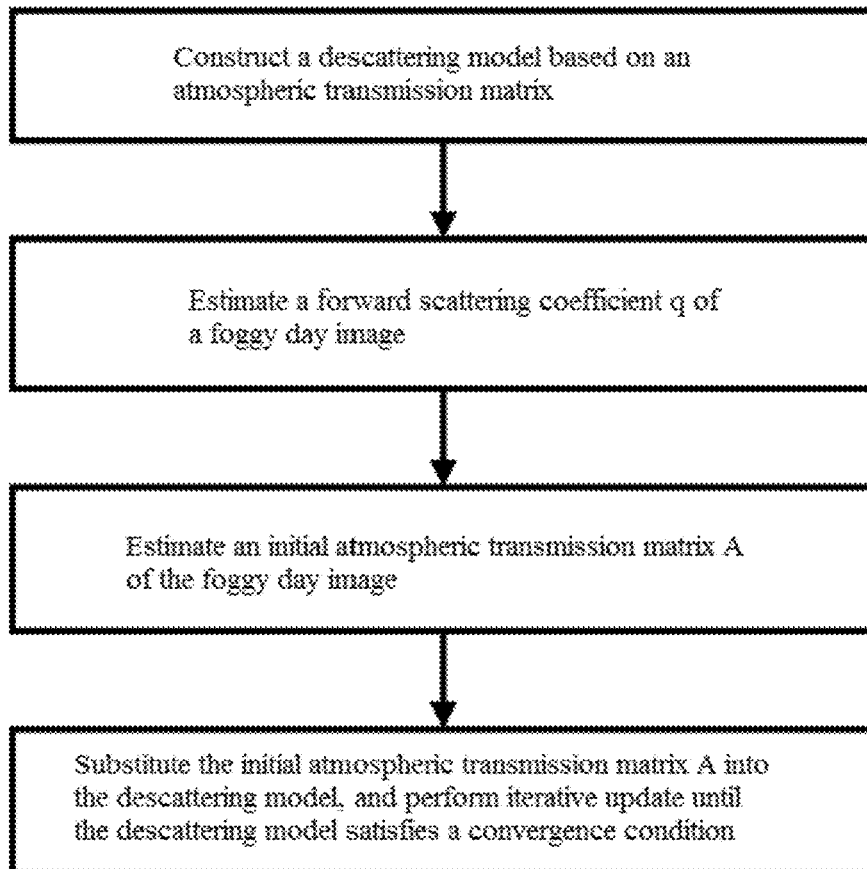 Construct a descattering model based on an
atmospheric transmission matrix
Estimate a forward scattering coefficient q of
a foggy day image
Estimate an initial atmospheric transmission matrix A
of the foggy day image
Substitute the initial atmospheric transmission matrix A into
the descattering model, and perform iterative update until
the descattering model satisfies a convergence condition